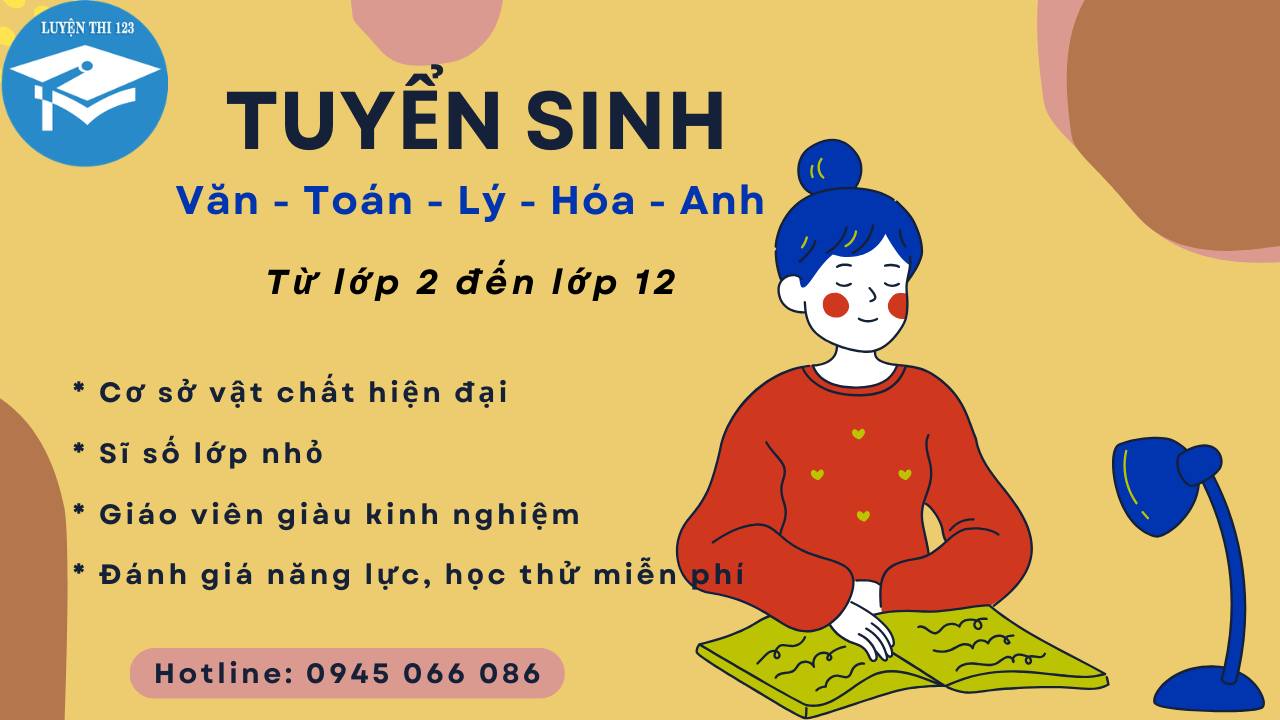 LUYỆN THI 123
TUYỂN SINH
Văn - Toán - Lý - Hóa - Anh
Từ lớp 2 đến lớp 12
* Cơ sở vật chất hiện đại
* Sĩ số lớp nhỏ
* Giáo viên giàu kinh nghiệm
* Đánh giá năng lực, học thử miễn phí
Hotline: 0945 066 086